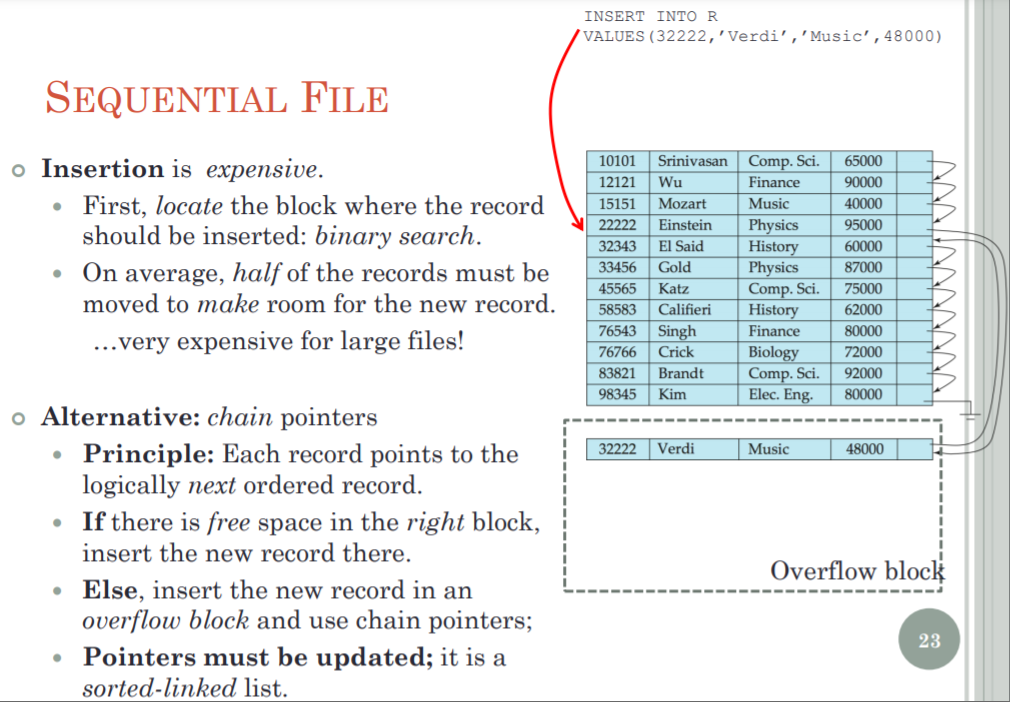 INSERT INTO R
VALUES(32222,'Verdi','Music',48000)
SEQUENTIAL FILE
Insertion is expensive.
First, locate the block where the record
should be inserted: binary search.
On average, half of the records must be
moved to make room for the new record.
…very expensive for large files!
Alternative: chain pointers
Principle: Each record points to the
logically next ordered record.
If there is free space in the right block,
insert the new record there.
Else, insert the new record in an
overflow block and use chain pointers;
Pointers must be updated; it is a
sorted-linked list.
10101 Srinivasan Comp. Sci. 65000
12121 Wu Finance 90000
15151 Mozart Music 40000
22222 Einstein Physics 95000
32343 El Said History 60000
33456 Gold Physics 87000
45565 Katz Comp. Sci. 75000
58583 Califieri History 62000
76543 Singh Finance 80000
76766 Crick Biology 72000
83821 Brandt Comp. Sci. 92000
98345 Kim Elec. Eng. 80000
32222 Verdi Music 48000
Overflow block
23